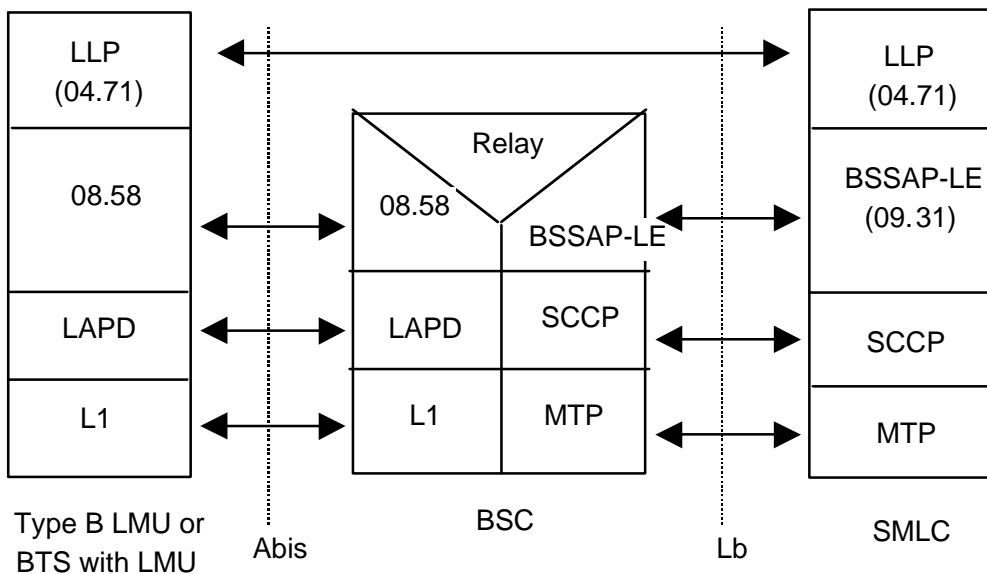 LLP
(04.71)
08.58
LAPD
L1
Type B LMU or
BTS with LMU
Abis
Relay
08.58
BSSAP-LE
LAPD
SCCP
L1
MTP
BSC
Lb
LLP
(04.71)
BSSAP-LE
(09.31)
SCCP
MTP
SMLC